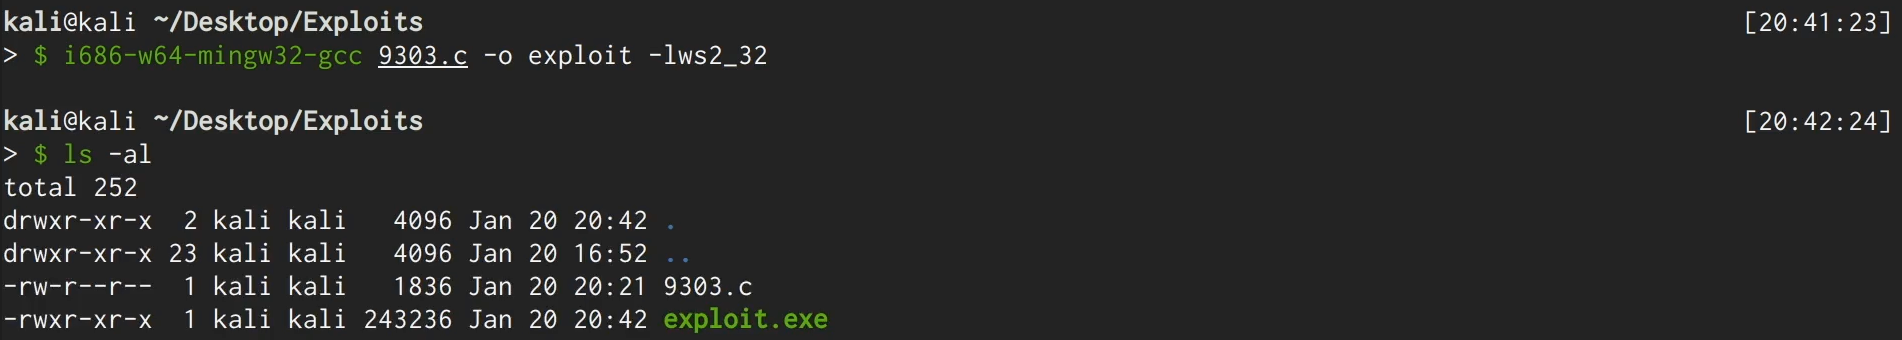 kali@kali ~/Desktop/Exploits [20:41:23]
> $ i686-w64-mingw32-gcc 9303.c -o exploit -lws2_32
kali@kali ~/Desktop/Exploits [20:42:24]
> $ ls -al
total 252
drwxr-xr-x  2 kali kali   4096 Jan 20 20:42 .
drwxr-xr-x 23 kali kali   4096 Jan 20 16:52 ..
-rw-r--r--  1 kali kali   1836 Jan 20 20:21 9303.c
-rwxr-xr-x  1 kali kali 243236 Jan 20 20:42 exploit.exe